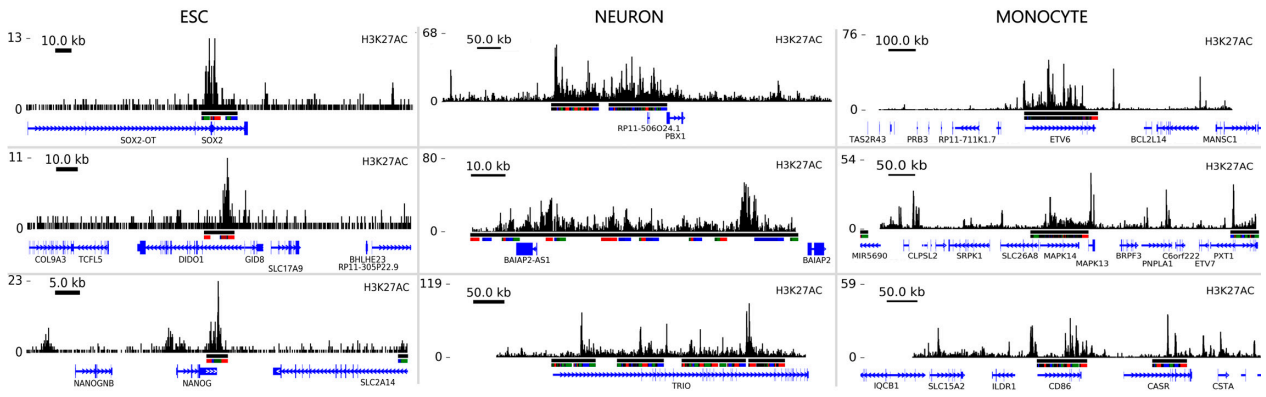 ESC
NEURON
MONOCYTE
13
10.0 kb
H3K27AC
0
SOX2-OT
SOX2
68
50.0 kb
H3K27AC
0
RP11-506O24.1
PBX1
76
100.0 kb
H3K27AC
0
TAS2R43
PRB3
RP11-711K1.7
ETV6
BCL2L14
MANSC1
11
10.0 kb
H3K27AC
0
COL9A3
TCFL5
DIDO1
GID8
SLC17A9
BHLHE23
RP11-305P22.9
80
10.0 kb
H3K27AC
0
BAIAP2-AS1
BAIAP2
54
50.0 kb
H3K27AC
0
MIR5690
CLPSL2
SRPK1
SLC26A8
MAPK14
MAPK13
BRPF3
PNPLA1
C6orf222
ETV7
PXT1
23
5.0 kb
H3K27AC
0
NANOGNB
NANOG
SLC2A14
119
50.0 kb
H3K27AC
0
TRIO
59
50.0 kb
H3K27AC
0
IQCB1
SLC15A2
ILDR1
CD86
CASR
CSTA